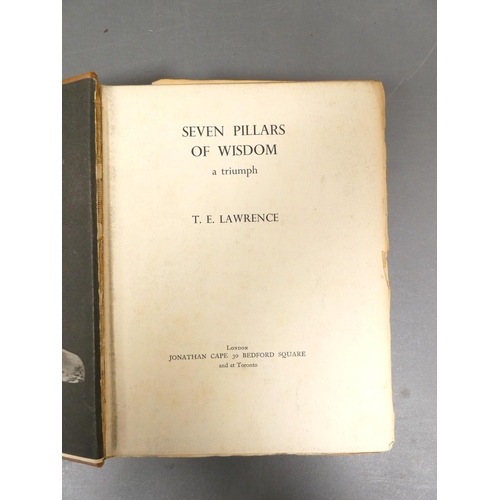 SEVEN PILLARS
OF WISDOM
a triumph
T. E. LAWRENCE
London
JONATHAN CAPE 30 BEDFORD SQUARE
and at Toronto